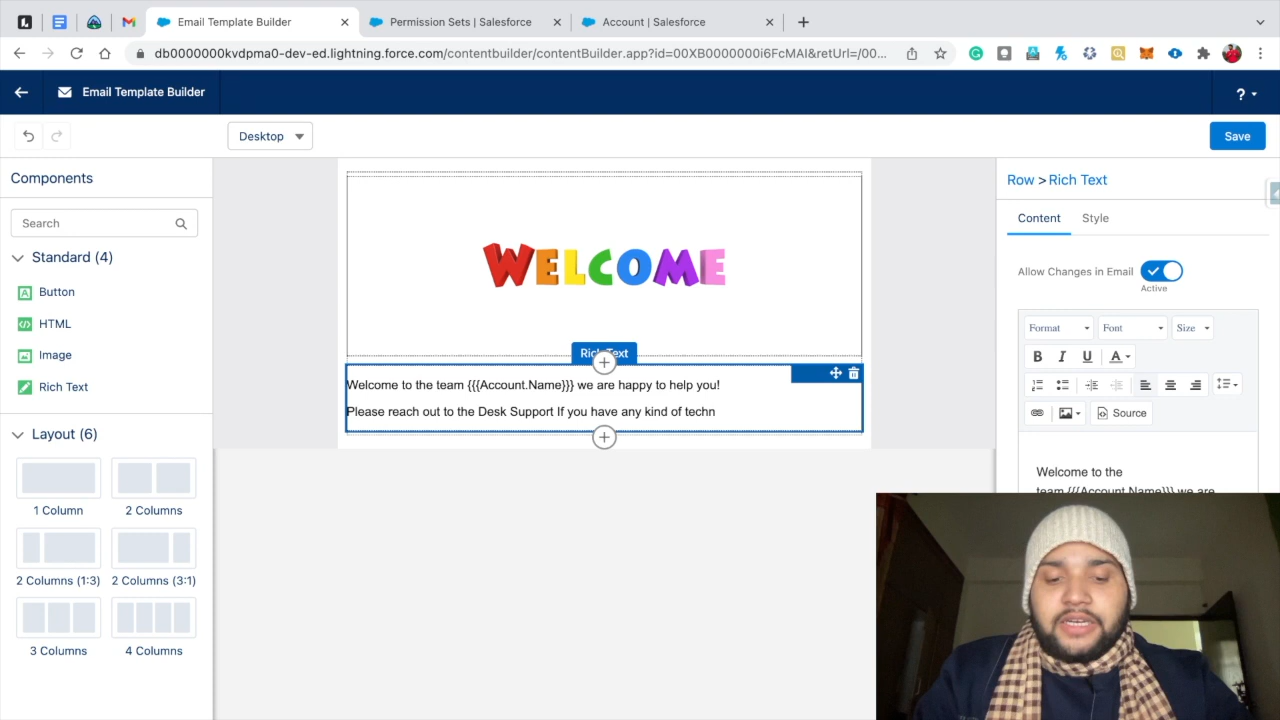 Email Template Builder
Permission Sets | Salesforce
Account | Salesforce
db0000000kvdpma0-dev-ed.lightning.force.com/contentbuilder/contentBuilder.app?id=00XB0000000i6FcMAI&retUrl=/00...
Email Template Builder
?
Desktop
Save
Components
Search
Standard (4)
Button
HTML
Image
Rich Text
Layout (6)
1 Column
2 Columns
2 Columns (1:3)
2 Columns (3:1)
3 Columns
4 Columns
WELCOME
Rich Text
Welcome to the team {{{Account.Name}}} we are happy to help you!
Please reach out to the Desk Support If you have any kind of techn
Row > Rich Text
Content
Style
Allow Changes in Email
Active
Format
Font
Size
B I U A
Source
Welcome to the
team {{{Account.Name}}} we are